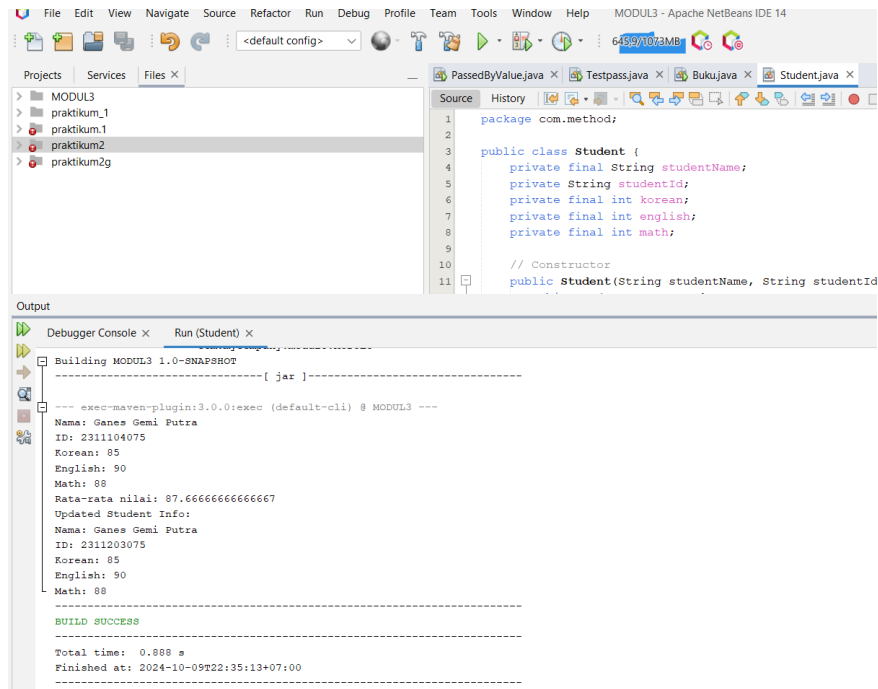 File Edit View Navigate Source Refactor Run Debug Profile Team Tools Window Help MODUL3 - Apache NetBeans IDE 14
<default config> 645,9/1073MB
Projects Services Files ×
PassedByValue.java × Testpass.java × Buku.java × Student.java ×
MODUL3
praktikum_1
praktikum.1
praktikum2
praktikum2g
Source History
1 package com.method;
2
3 public class Student {
4 private final String studentName;
5 private String studentId;
6 private final int korean;
7 private final int english;
8 private final int math;
9
10 // Constructor
11 public Student(String studentName, String studentId
Output
Debugger Console × Run (Student) ×
Building MODUL3 1.0-SNAPSHOT
--------------------------------[ jar ]---------------------------------
--- exec-maven-plugin:3.0.0:exec (default-cli) @ MODUL3 ---
Nama: Ganes Gemi Putra
ID: 2311104075
Korean: 85
English: 90
Math: 88
Rata-rata nilai: 87.66666666666667
Updated Student Info:
Nama: Ganes Gemi Putra
ID: 2311203075
Korean: 85
English: 90
Math: 88
------------------------------------------------------------------------
BUILD SUCCESS
------------------------------------------------------------------------
Total time: 0.888 s
Finished at: 2024-10-09T22:35:13+07:00
------------------------------------------------------------------------